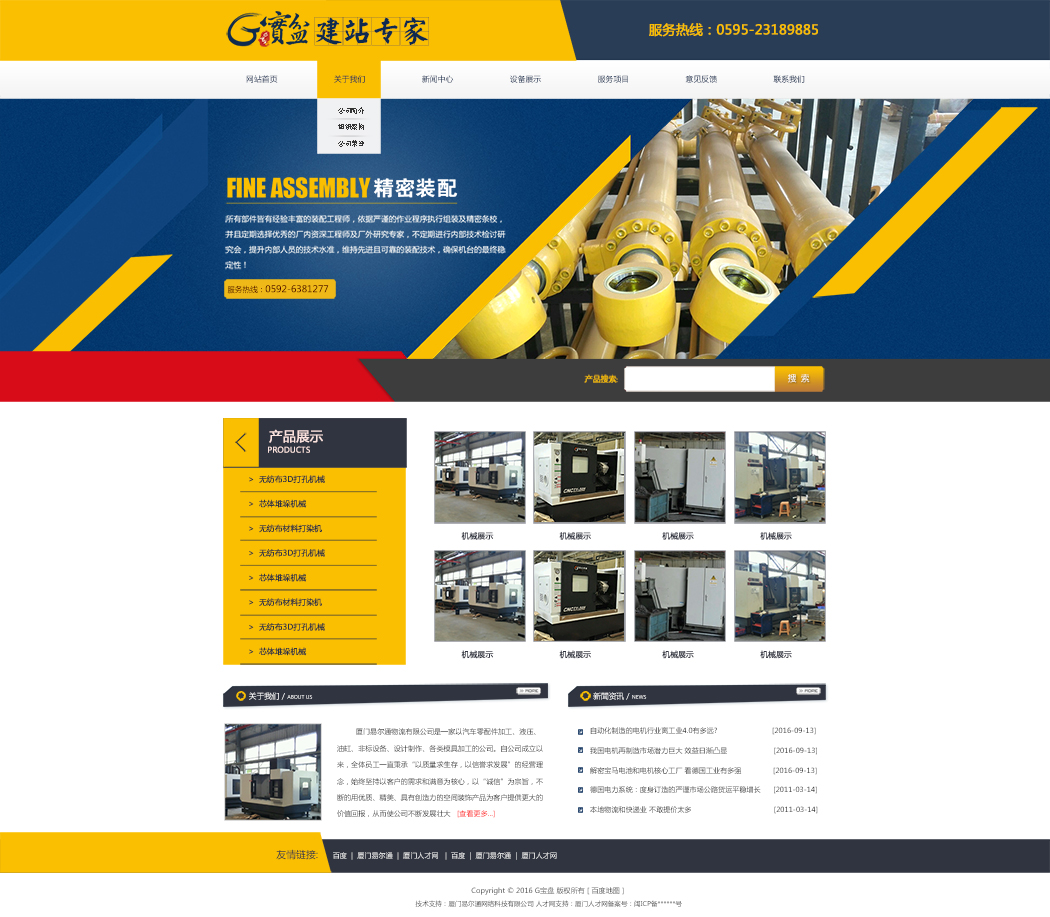 G寶盆 建站专家
服务热线：0595-23189885
网站首页 关于我们 新闻中心 设备展示 服务项目 意见反馈 联系我们
公司简介
组织架构
公司荣誉
FINE ASSEMBLY 精密装配
所有部件皆有经验丰富的装配工程师，依据严谨的作业程序执行组装及精密条校，
并且定期选择优秀的厂内资深工程师及厂外研究专家，不定期进行内部技术检讨研
究会，提升内部人员的技术水准，维持先进且可靠的装配技术，确保机台的最终稳
定性！
服务热线：0592-6381277
产品搜索:
搜 索
产品展示
PRODUCTS
> 无纺布3D打孔机械
> 芯体堆垛机械
> 无纺布材料打染机
> 无纺布3D打孔机械
> 芯体堆垛机械
> 无纺布材料打染机
> 无纺布3D打孔机械
> 芯体堆垛机械
机械展示 机械展示 机械展示 机械展示
机械展示 机械展示 机械展示 机械展示
关于我们 / ABOUT US
>> MORE
厦门易尔通物流有限公司是一家以汽车零配件加工、液压、
油缸、非标设备、设计制作、各类模具加工的公司。自公司成立以
来，全体员工一直秉承“以质量求生存，以信誉求发展”的经营理
念，始终坚持以客户的需求和满意为核心，以“诚信”为宗旨，不
断的用优质、精美、具有创造力的空间装饰产品为客户提供更大的
价值回报，从而使公司不断发展壮大 [查看更多...]
新闻资讯 / NEWS
>> MORE
自动化制造的电机行业离工业4.0有多远? [2016-09-13]
我国电机再制造市场潜力巨大 效益日渐凸显 [2016-09-13]
解密宝马电池和电机核心工厂 看德国工业有多强 [2016-09-13]
德国电力系统：度身订造的严谨市场公路货运平稳增长 [2011-03-14]
本地物流和快递业 不敢提价太多 [2011-03-14]
友情链接: 百度 | 厦门易尔通 | 厦门人才网 | 百度 | 厦门易尔通 | 厦门人才网
Copyright © 2016 G宝盆 版权所有 [ 百度地图 ]
技术支持：厦门易尔通网络科技有限公司 人才网支持：厦门人才网备案号：闽ICP备******号